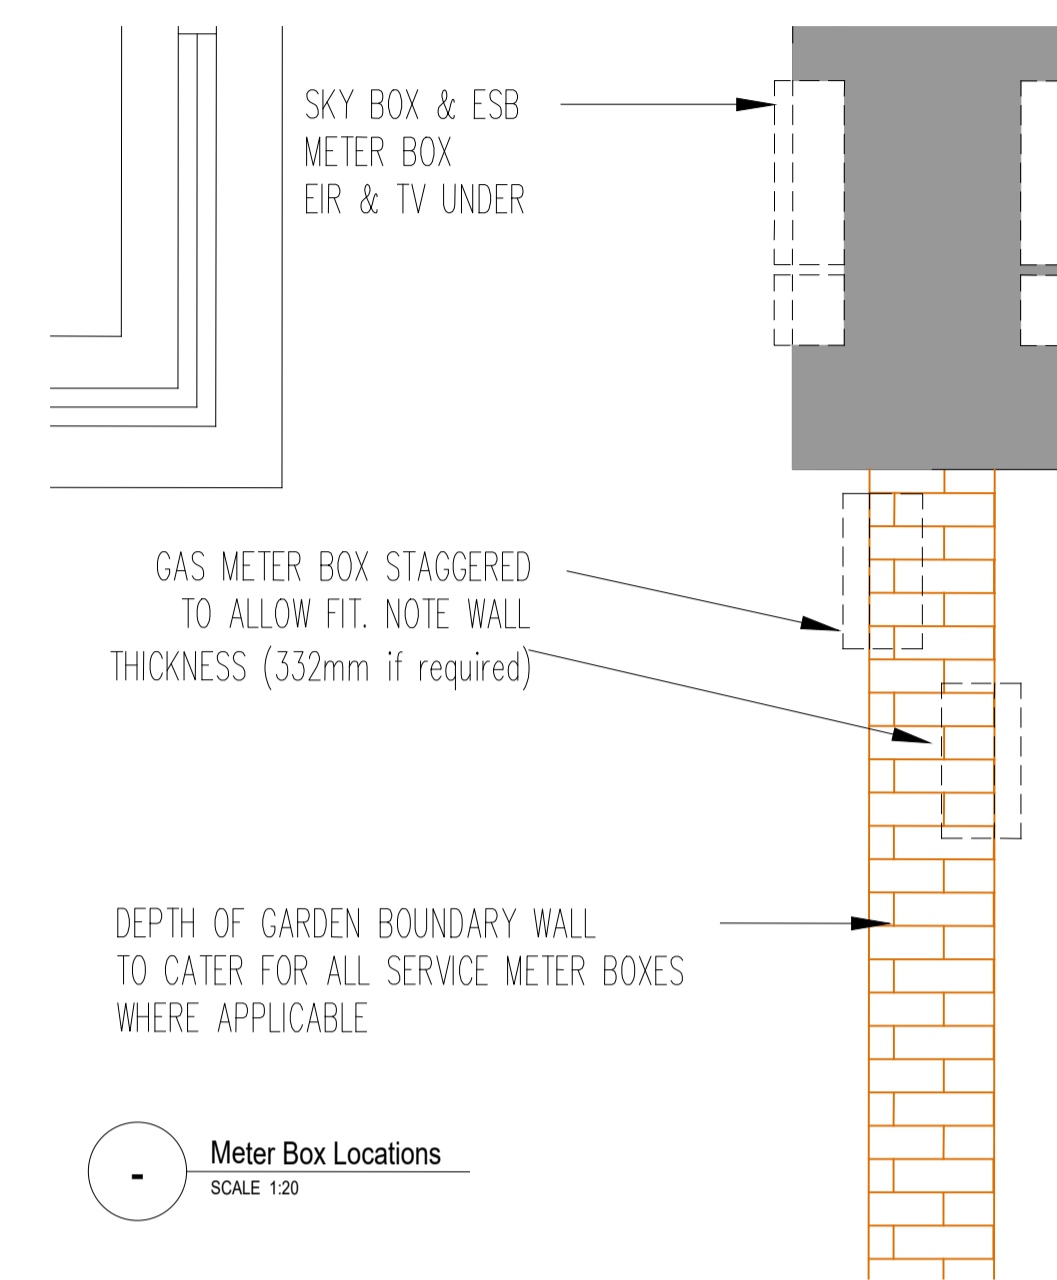 SKY BOX & ESB
METER BOX
EIR & TV UNDER
GAS METER BOX STAGGERED
TO ALLOW FIT. NOTE WALL
THICKNESS (332mm if required)
DEPTH OF GARDEN BOUNDARY WALL
TO CATER FOR ALL SERVICE METER BOXES
WHERE APPLICABLE
-
Meter Box Locations
SCALE 1:20